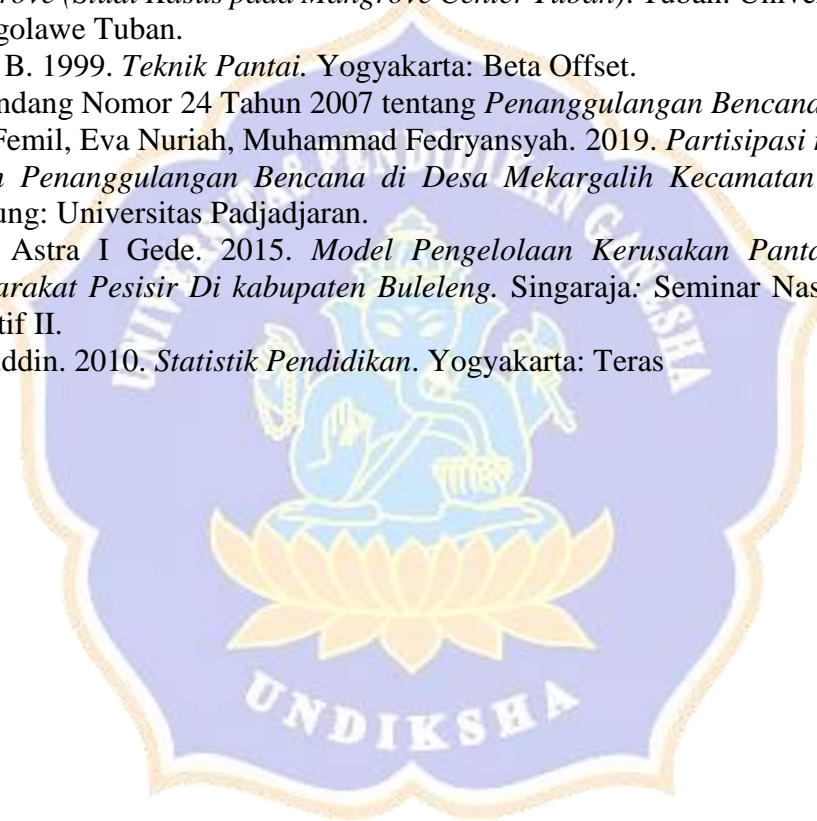 (Studi Kasus pada Mangrove Center Tuban). Tuban:
golawe Tuban.
B. 1999. Teknik Pantai. Yogyakarta: Beta Offset.
ndang Nomor 24 Tahun 2007 tentang Penanggulangan Bencana
Femil, Eva Nuriah, Muhammad Fedryansyah. 2019. Partisipasi
Penanggulangan Bencana di Desa Mekargalih Kecamatan
ung: Universitas Padjadjaran.
Astra I Gede. 2015. Model Pengelolaan Kerusakan
arakat Pesisir Di kabupaten Buleleng. Singaraja: Seminar Nas
tif II.
ddin. 2010. Statistik Pendidikan. Yogyakarta: Teras
UNIVERSITAS PENDIDIKAN GANESHA
UNDIKSHA